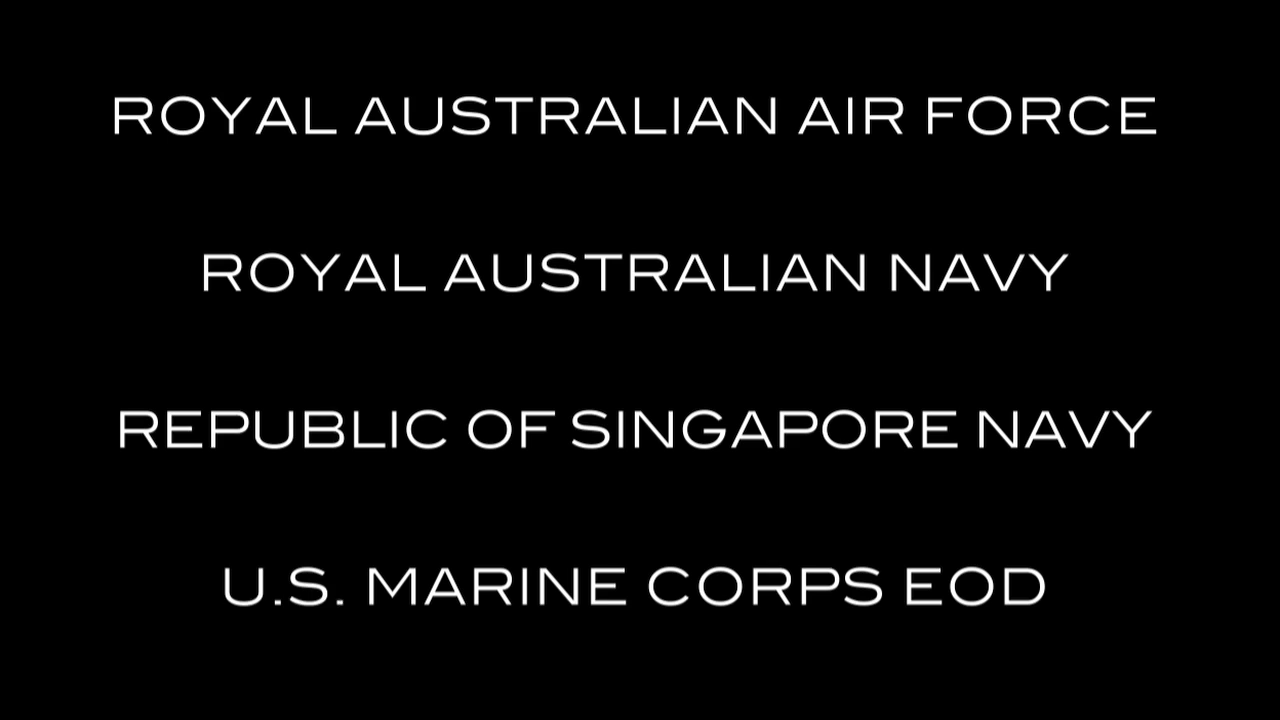 ROYAL AUSTRALIAN AIR FORCE
ROYAL AUSTRALIAN NAVY
REPUBLIC OF SINGAPORE NAVY
U.S. MARINE CORPS EOD